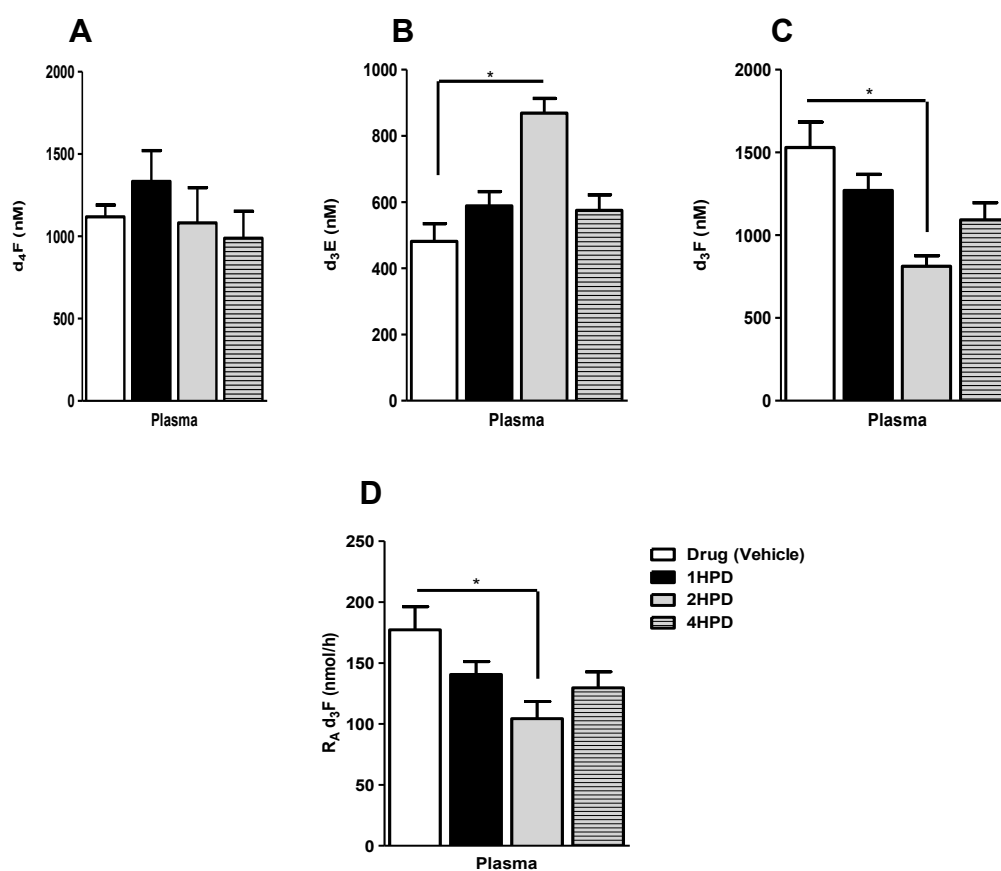 A
2000
1500
1000
500
0
d₄F (nM)
Plasma
B
1000
800
600
400
200
0
d₃E (nM)
*
Plasma
C
2000
1500
1000
500
0
d₃F (nM)
*
Plasma
D
250
200
150
100
50
0
R_A d₃F (nmol/h)
*
Plasma
Drug (Vehicle)
1HPD
2HPD
4HPD